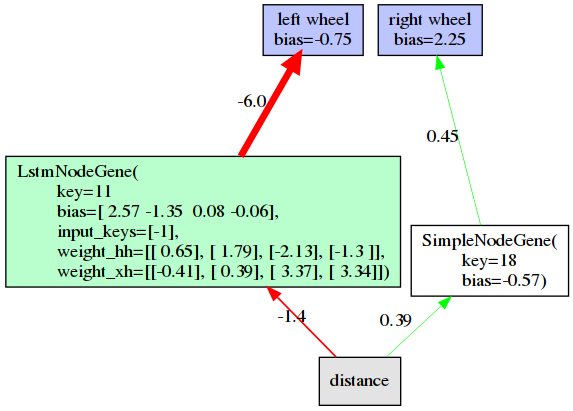 left wheel
bias=-0.75
right wheel
bias=2.25
-6.0
0.45
LstmNodeGene(
key=11
bias=[ 2.57 -1.35  0.08 -0.06],
input_keys=[-1],
weight_hh=[[ 0.65], [ 1.79], [-2.13], [-1.3 ]],
weight_xh=[[-0.41], [ 0.39], [ 3.37], [ 3.34]])
SimpleNodeGene(
key=18
bias=-0.57)
-1.4
0.39
distance